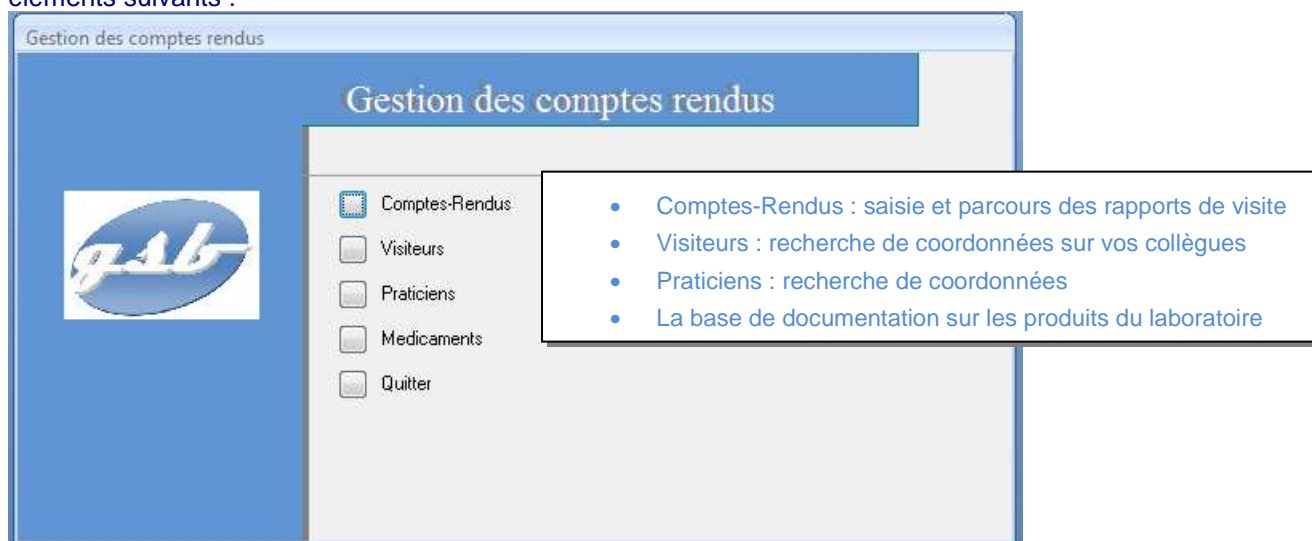 éléments suivants :
Gestion des comptes rendus
Gestion des comptes rendus
gsb
Comptes-Rendus
Visiteurs
Praticiens
Medicaments
Quitter
• Comptes-Rendus : saisie et parcours des rapports de visite
• Visiteurs : recherche de coordonnées sur vos collègues
• Praticiens : recherche de coordonnées
• La base de documentation sur les produits du laboratoire